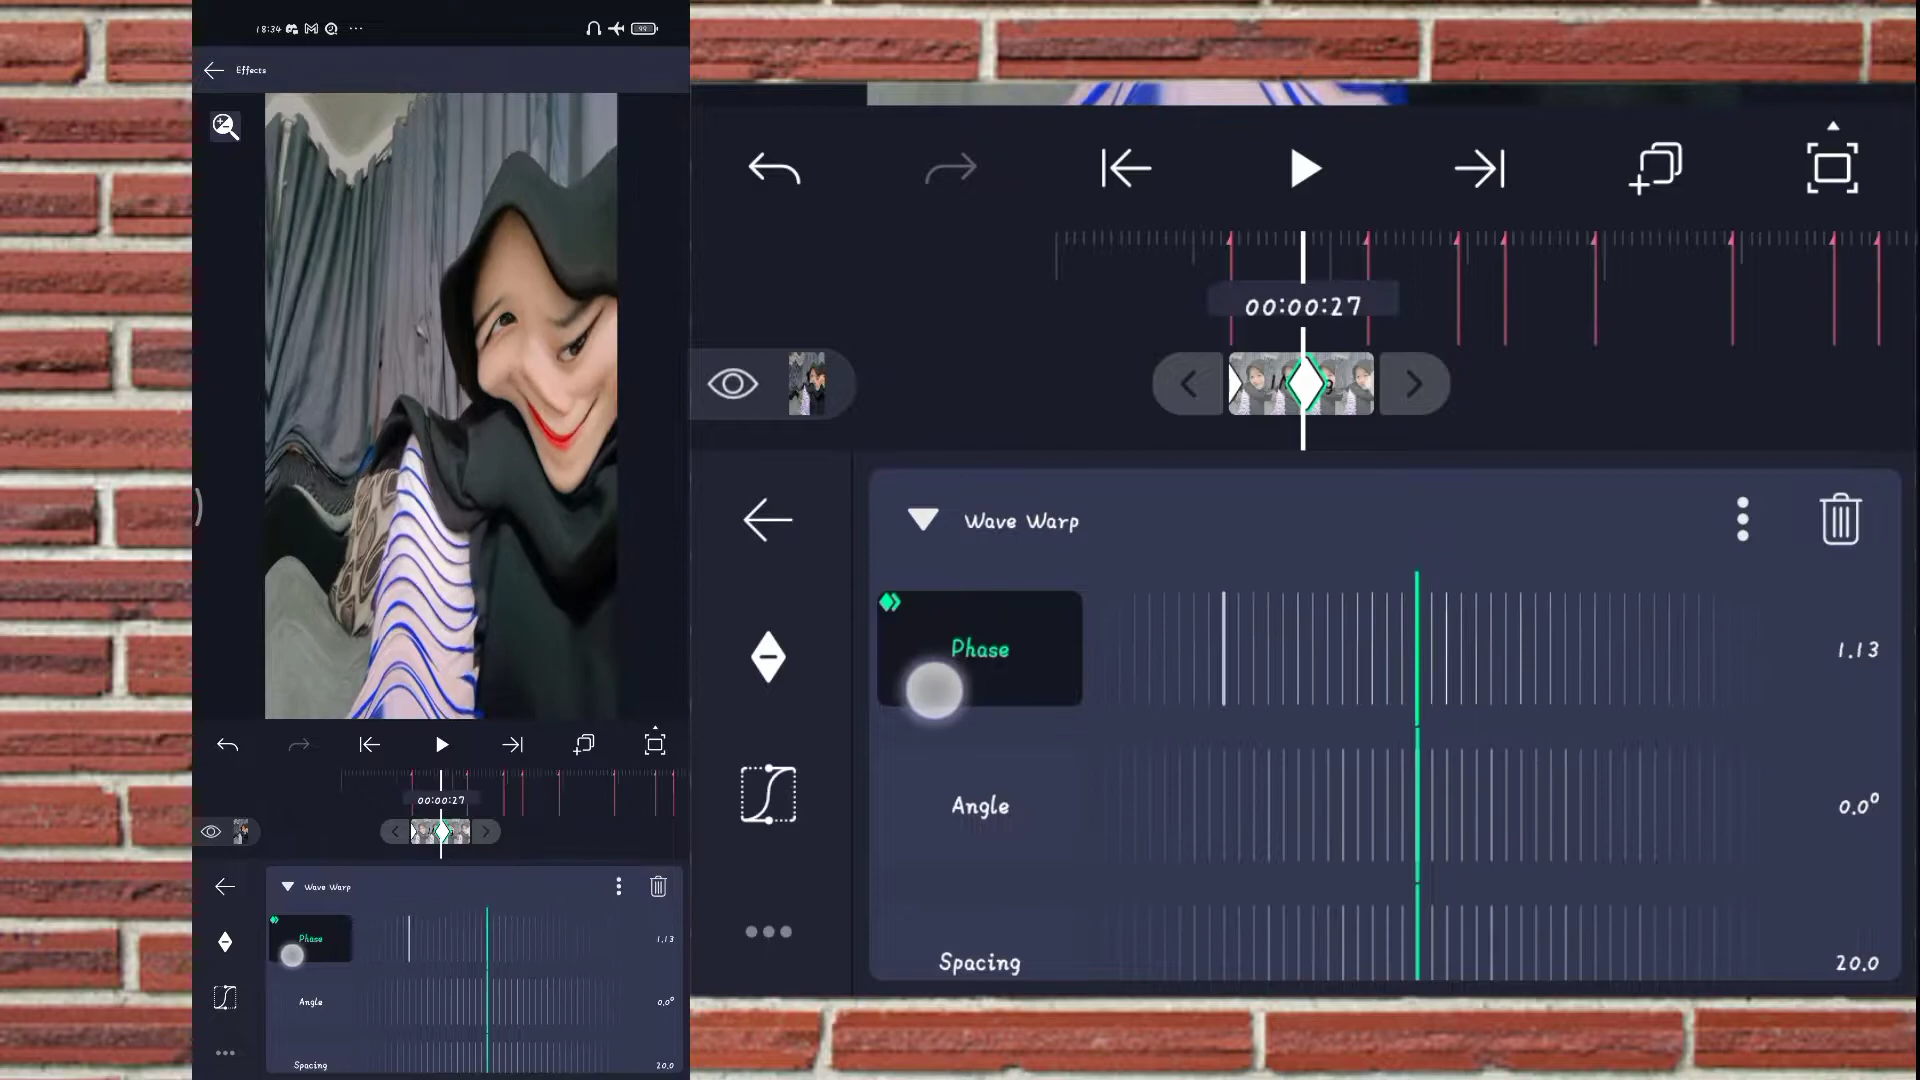 18:34
99
Effects
00:00:27
Wave Warp
Phase
1.13
Angle
0.0°
Spacing
20.0
00:00:27
Wave Warp
Phase
1.13
Angle
0.0°
Spacing
20.0